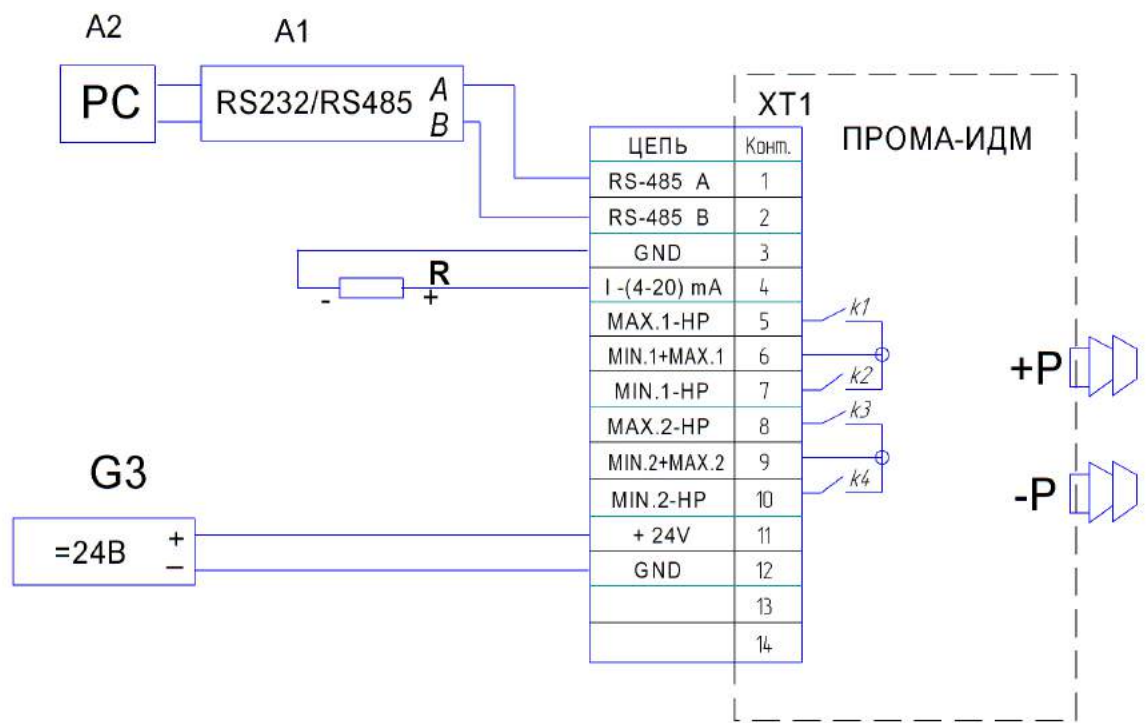 A2
A1
PC
RS232/RS485
A
B
XT1
ПРОМА-ИДМ
ЦЕПЬ Конт.
RS-485 A 1
RS-485 B 2
GND 3
I -(4-20) mA 4
MAX.1-HP 5
MIN.1+MAX.1 6
MIN.1-HP 7
MAX.2-HP 8
MIN.2+MAX.2 9
MIN.2-HP 10
+ 24V 11
GND 12
13
14
R
- +
k1
k2
k3
k4
+P
-P
G3
=24В
+
–